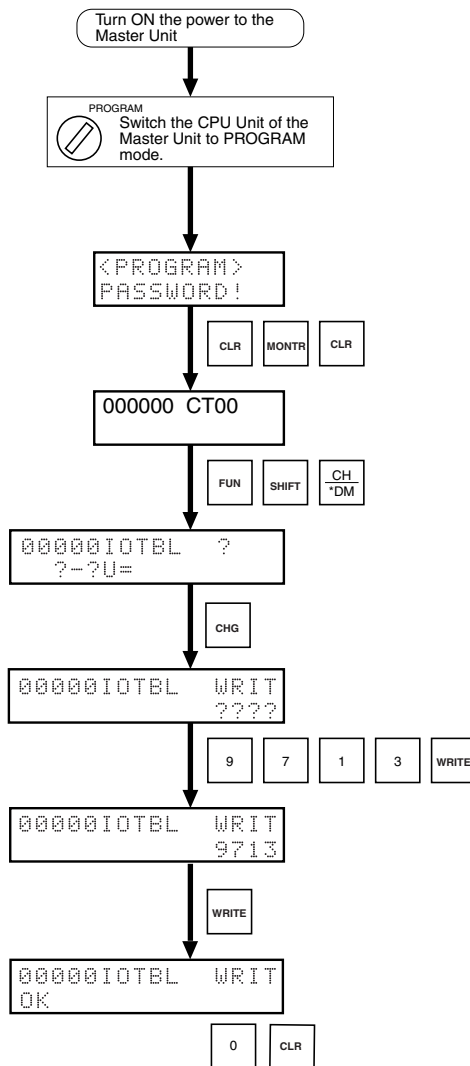 Turn ON the power to the
Master Unit
PROGRAM
Switch the CPU Unit of the
Master Unit to PROGRAM
mode.
<PROGRAM>
PASSWORD!
CLR MONTR CLR
000000 CT00
FUN SHIFT CH
*DM
00000IOTBL ?
?-?U=
CHG
00000IOTBL WRIT
????
9 7 1 3 WRITE
00000IOTBL WRIT
9713
WRITE
00000IOTBL WRIT
OK
0 CLR